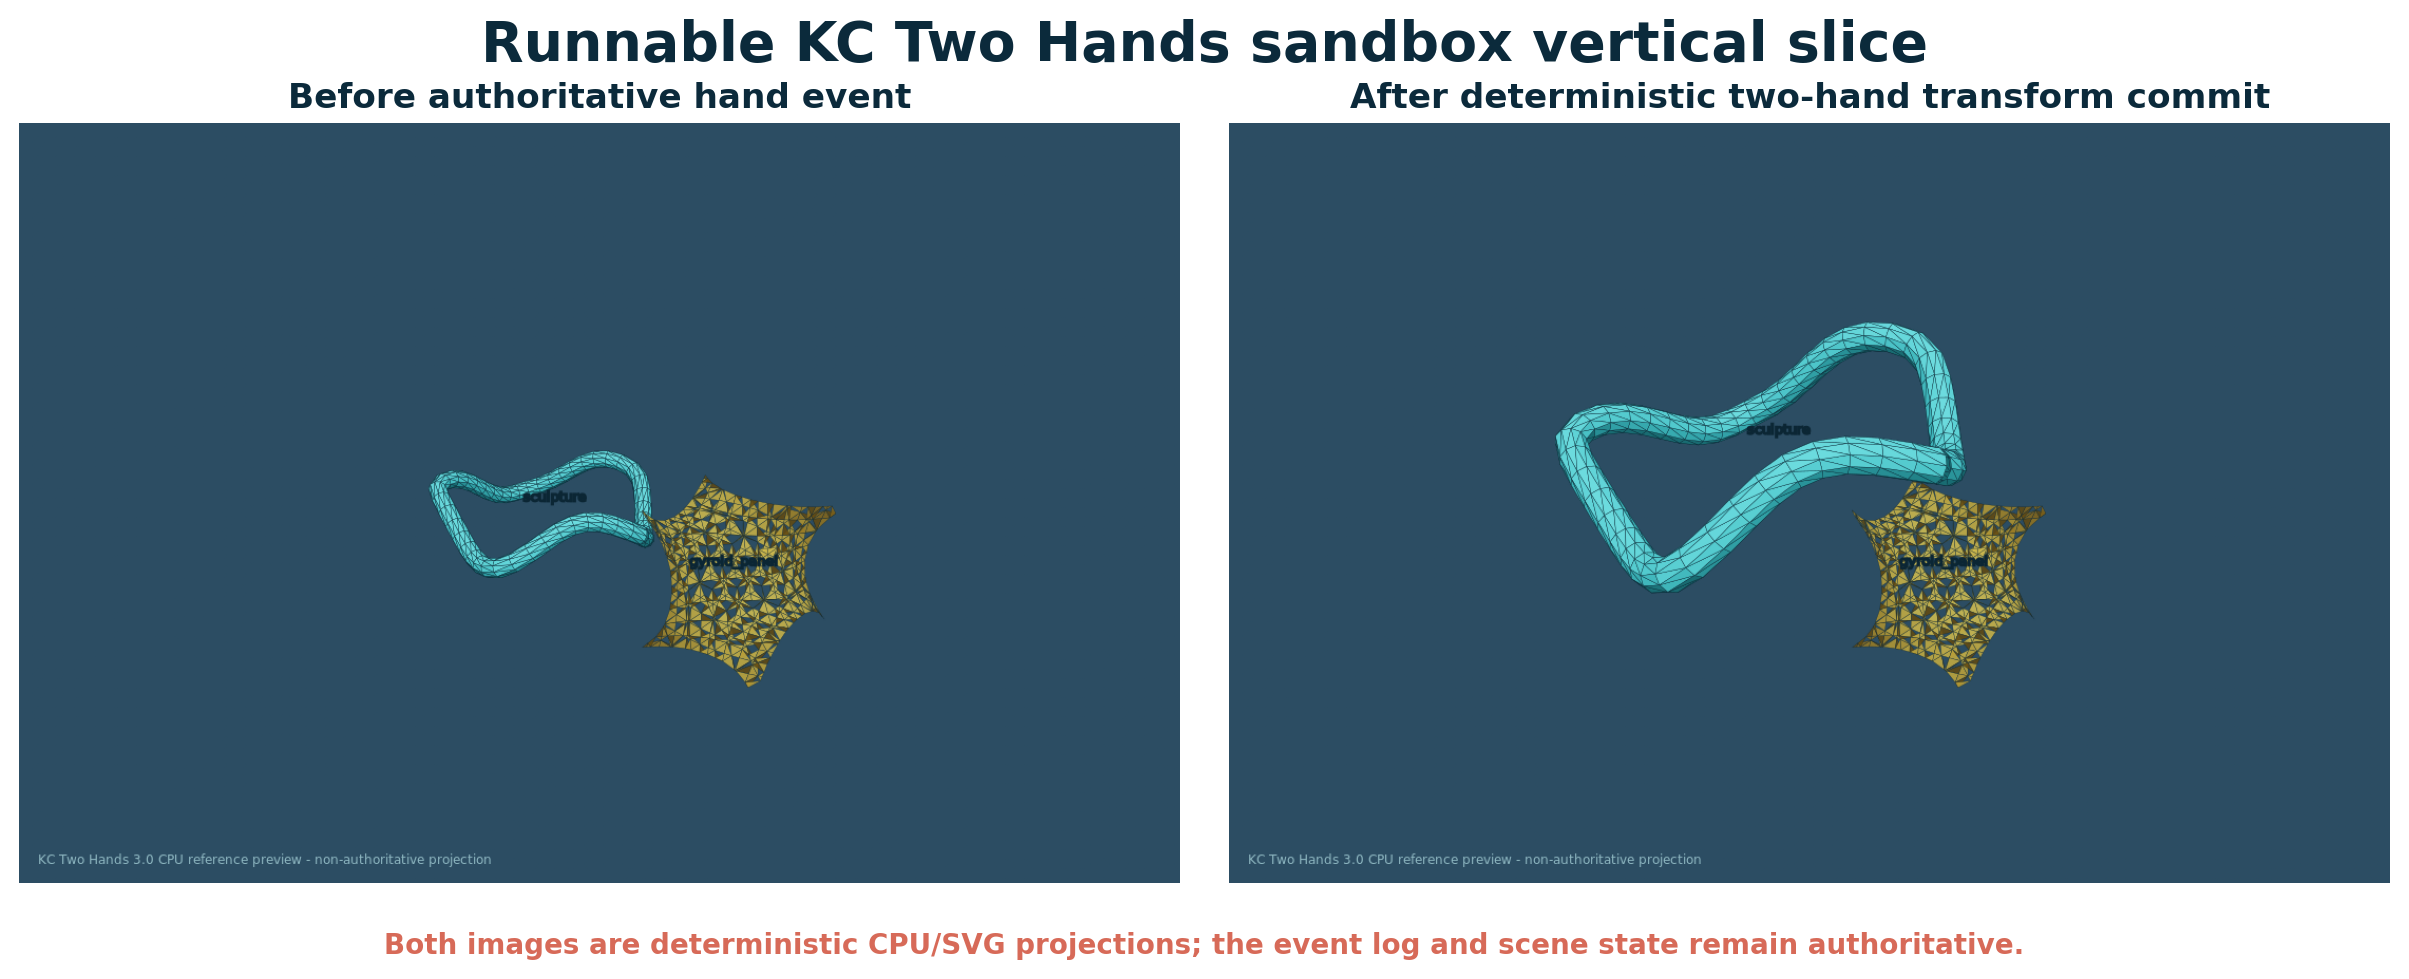 Runnable KC Two Hands sandbox vertical slice
Before authoritative hand event
After deterministic two-hand transform commit
sculpture
gyroid_panel
KC Two Hands 3.0 CPU reference preview - non-authoritative projection
sculpture
gyroid_panel
KC Two Hands 3.0 CPU reference preview - non-authoritative projection
Both images are deterministic CPU/SVG projections; the event log and scene state remain authoritative.